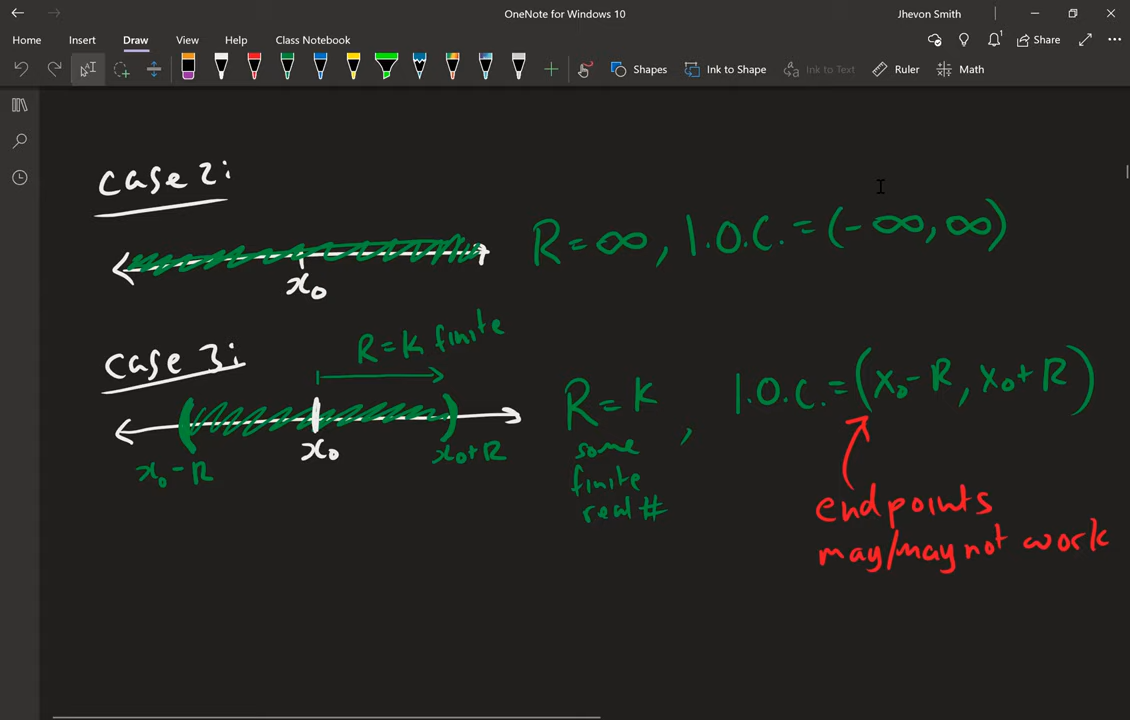 OneNote for Windows 10
Jhevon Smith
Home Insert Draw View Help Class Notebook
Share
Shapes Ink to Shape Ink to Text Ruler Math
case 2:
x₀
R=∞, I.O.C.=(-∞,∞)
case 3:
R=k finite
x₀-R
x₀
x₀+R
R=k
some
finite
real #
,
I.O.C.=(x₀-R, x₀+R)
endpoints
may/may not work